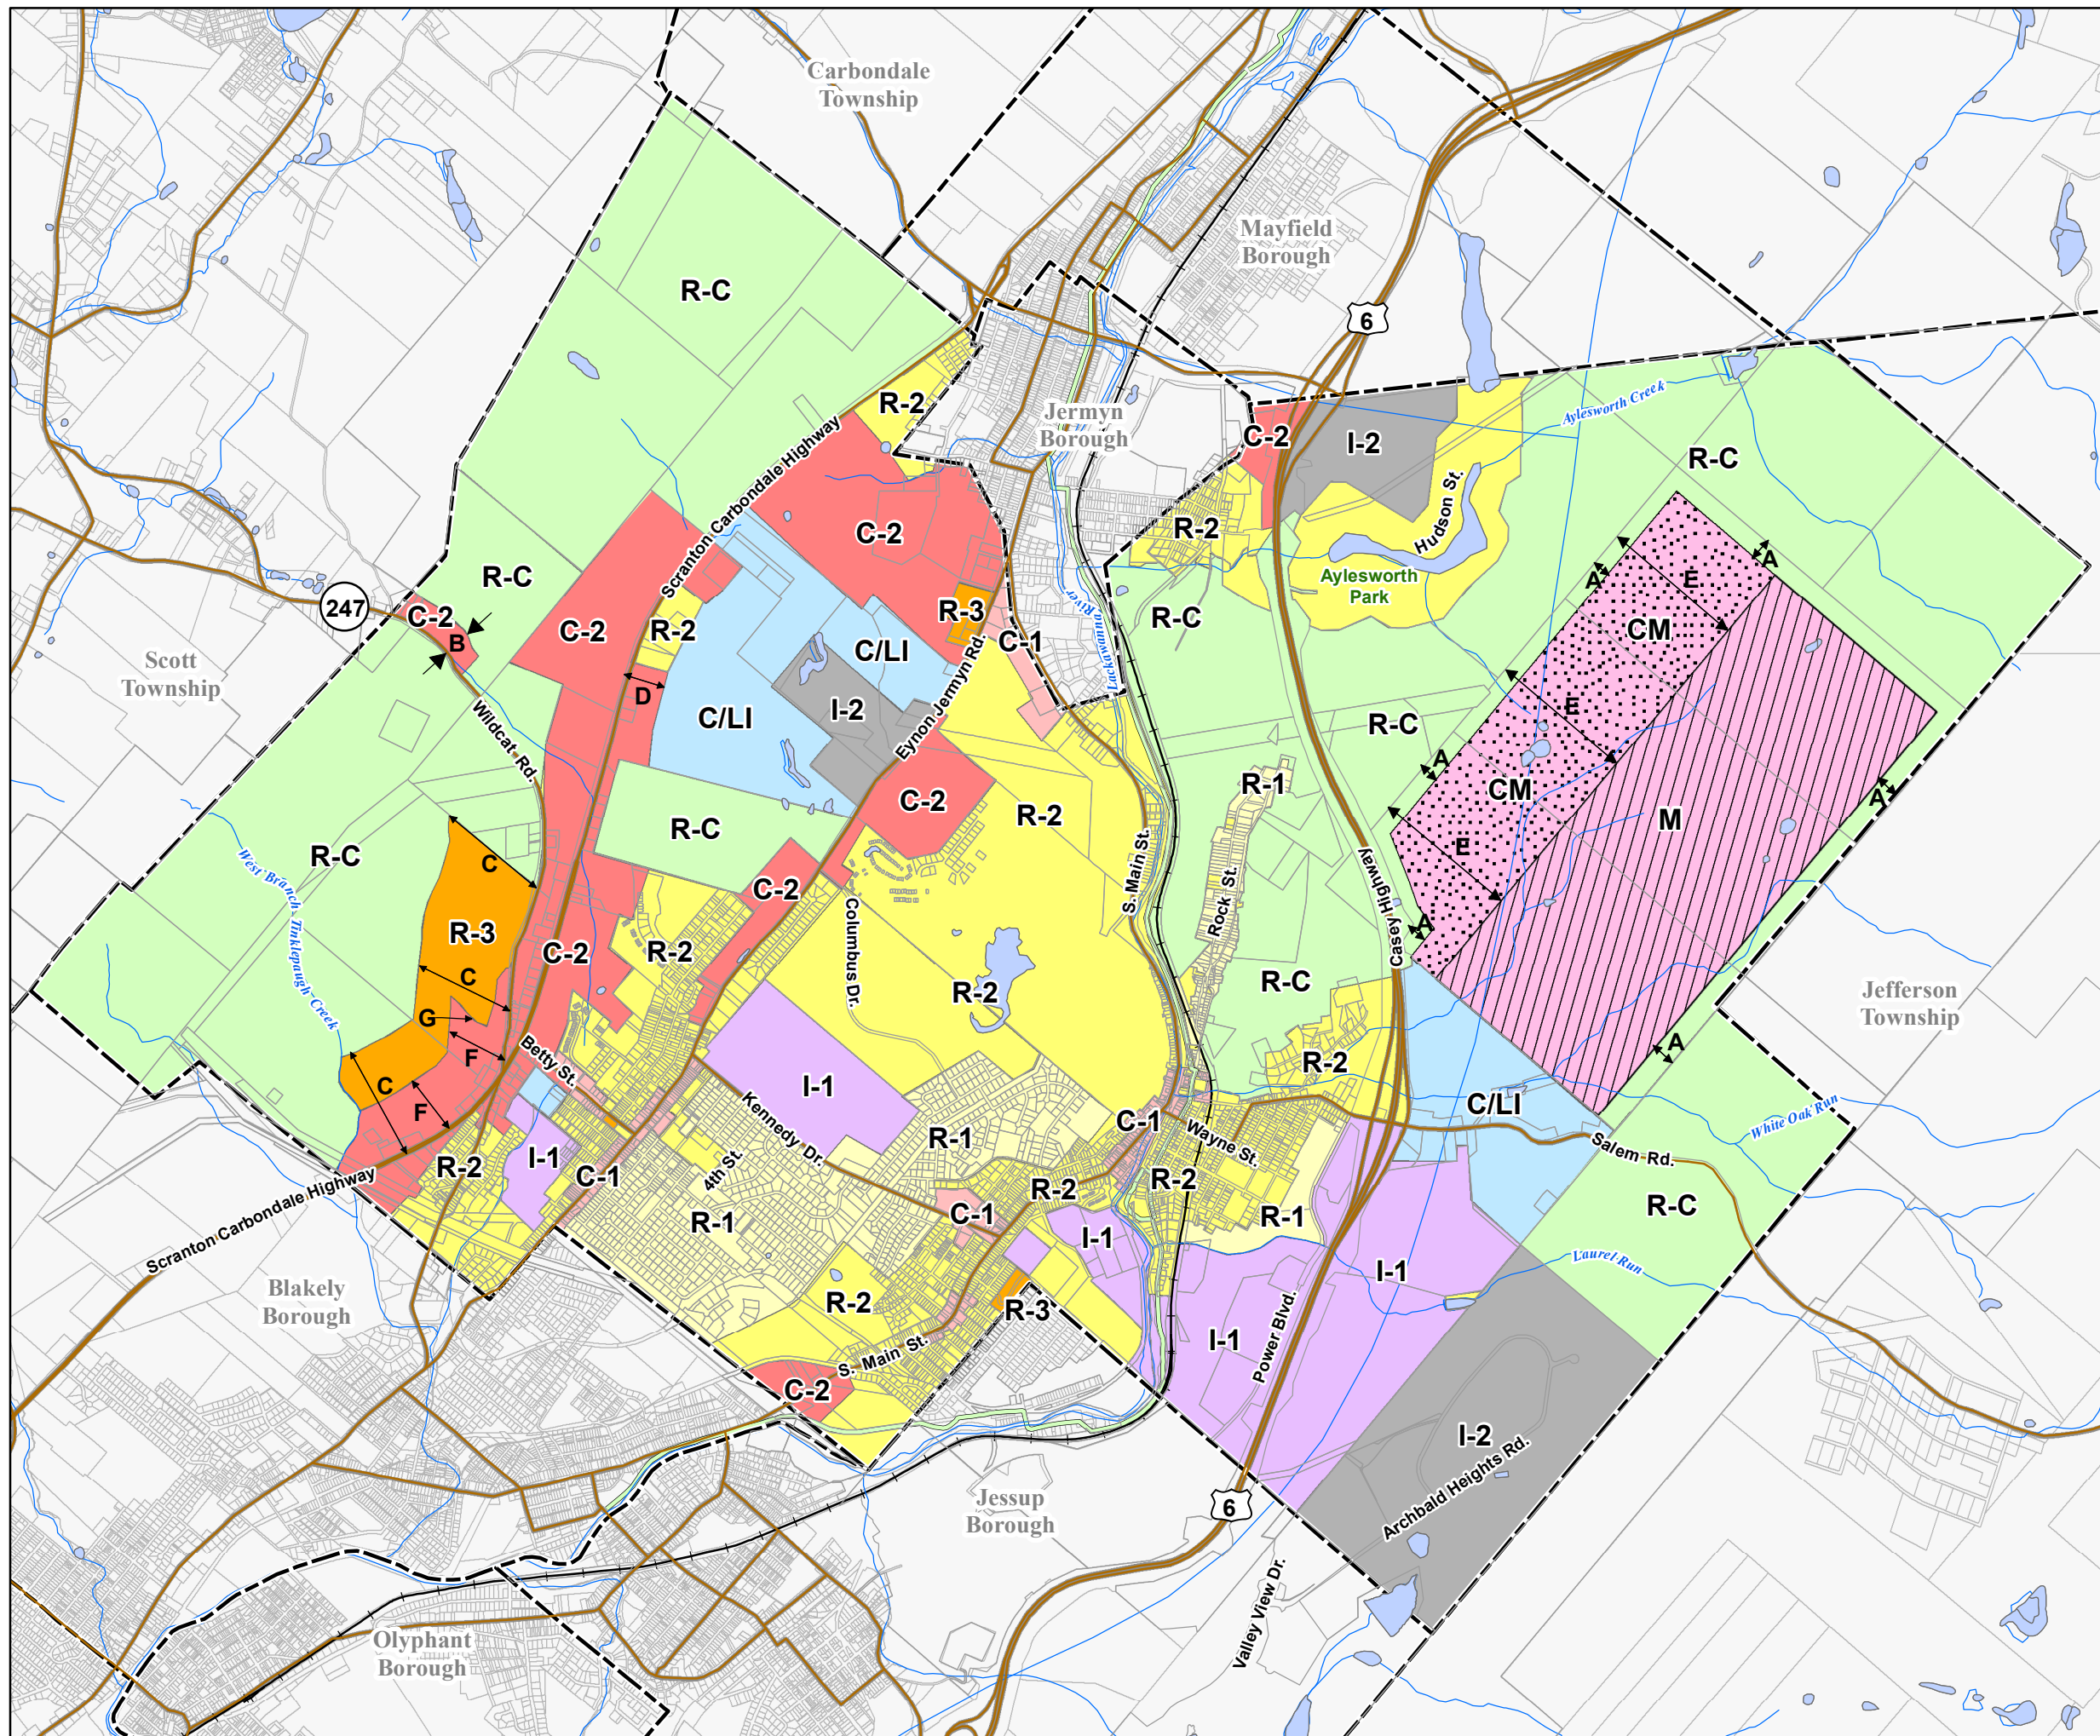 Carbondale
Township
Mayfield
Borough
R-C
6
Jermyn
Borough
Aylesworth Creek
R-2
C-2
I-2
R-C
Scranton Carbondale Highway
C-2
R-2
Hudson St.
Aylesworth
Park
R-C
247
C-2
B
C-2
R-2
R-3
C-1
R-C
Lackawanna River
A
A
E
CM
Scott
Township
D
C/LI
C/LI
I-2
Eynon Jermyn Rd.
Wildcat Rd.
R-C
E
A
CM
A
M
R-1
C-2
R-2
R-C
R-C
C
E
C-2
S. Main St.
Rock St.
Casey Highway
Columbus Dr.
West Branch Tinklepaugh Creek
R-3
C-2
R-2
A
C
R-2
R-C
Jefferson
Township
G
F
Betty St.
A
R-2
C
F
I-1
Kennedy Dr.
C/LI
White Oak Run
C-1
R-1
Wayne St.
Salem Rd.
I-1
R-2
C-1
4th St.
R-2
R-2
R-C
Scranton Carbondale Highway
R-1
C-1
R-1
I-1
Laurel Run
I-1
Blakely
Borough
R-2
R-3
I-1
Power Blvd.
S. Main St.
C-2
I-2
Archbald Heights Rd.
Jessup
Borough
6
Valley View Dr.
Olyphant
Borough